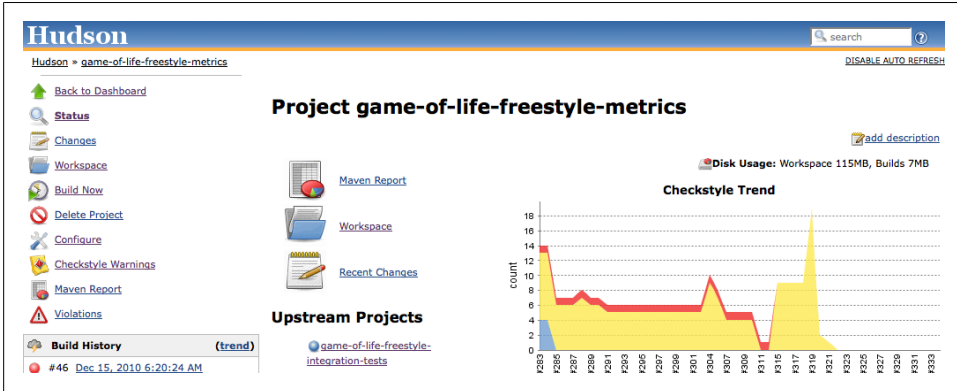 Hudson
search
Hudson » game-of-life-freestyle-metrics
DISABLE AUTO REFRESH
Back to Dashboard
Status
Changes
Workspace
Build Now
Delete Project
Configure
Checkstyle Warnings
Maven Report
Violations
Build History (trend)
#46 Dec 15, 2010 6:20:24 AM
Project game-of-life-freestyle-metrics
add description
Disk Usage: Workspace 115MB, Builds 7MB
Maven Report
Workspace
Recent Changes
Upstream Projects
game-of-life-freestyle-
integration-tests
Checkstyle Trend
count
18
16
14
12
10
8
6
4
2
0
#283
#285
#287
#289
#291
#293
#295
#297
#299
#301
#304
#307
#309
#311
#315
#317
#319
#321
#323
#325
#327
#329
#331
#333